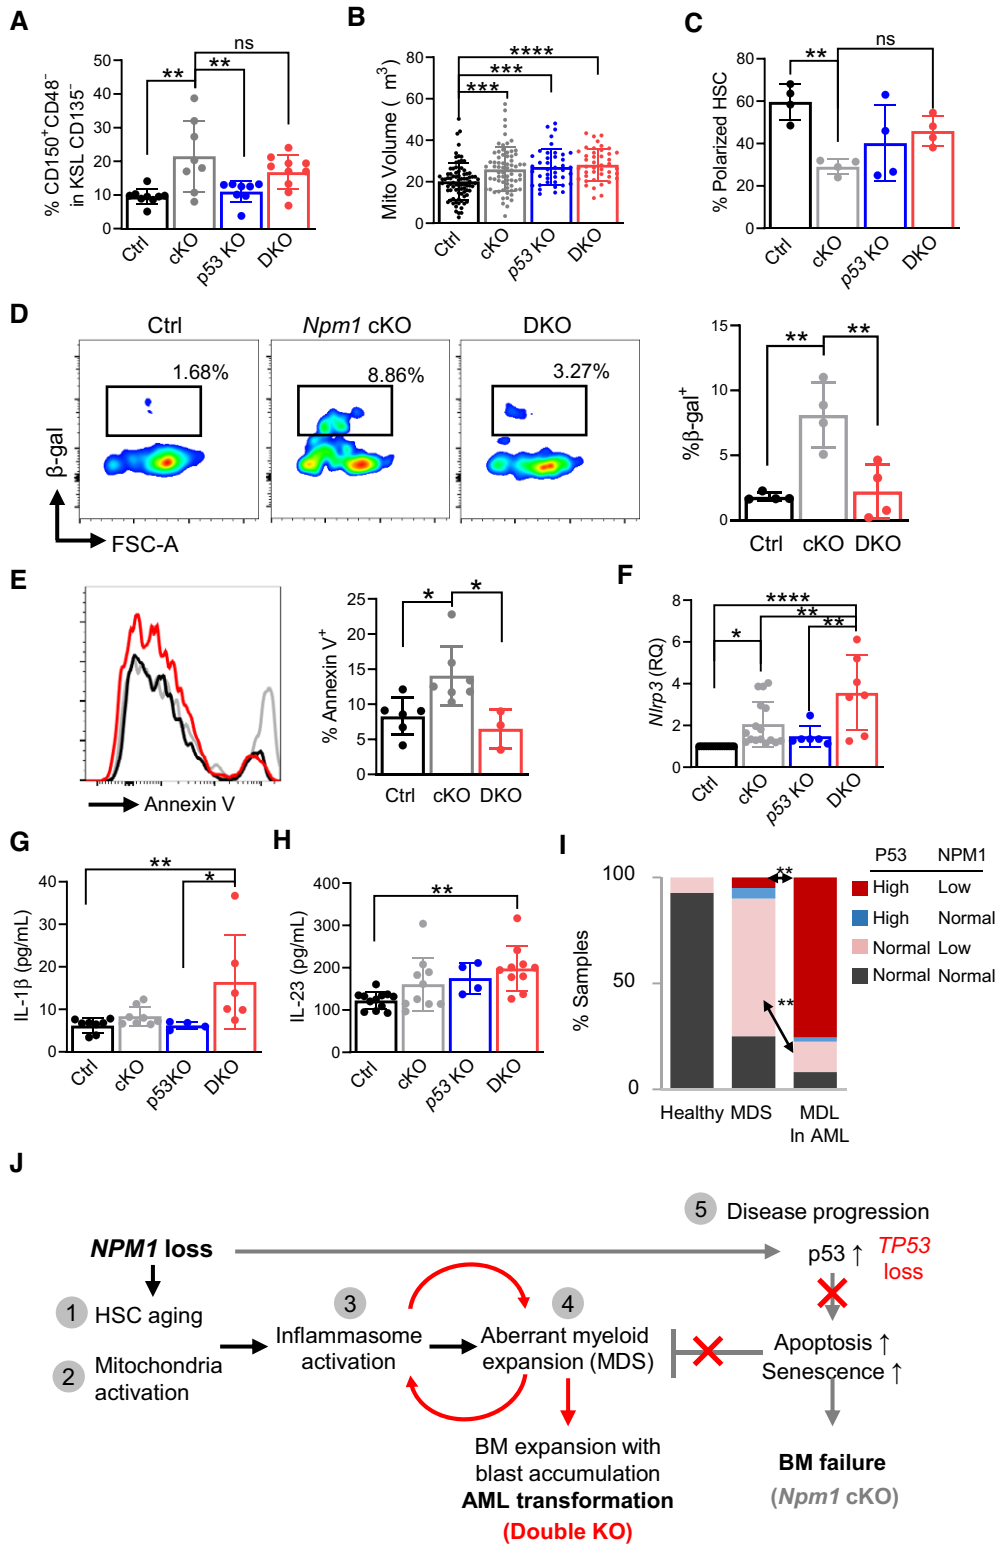 A
% CD150⁺CD48⁻
in KSL CD135⁻
50
40
30
20
10
0
**
**
ns
Ctrl
cKO
p53 KO
DKO
B
Mito Volume ( m³)
80
60
40
20
0
****
***
***
Ctrl
cKO
p53 KO
DKO
C
% Polarized HSC
80
60
40
20
0
**
ns
Ctrl
cKO
p53 KO
DKO
D
Ctrl
Npm1 cKO
DKO
1.68%
8.86%
3.27%
β-gal
FSC-A
%β-gal⁺
15
10
5
0
**
**
Ctrl
cKO
DKO
E
Annexin V
% Annexin V⁺
25
20
15
10
5
0
*
*
Ctrl
cKO
DKO
F
Nlrp3 (RQ)
8
6
4
2
0
****
**
**
*
Ctrl
cKO
p53 KO
DKO
G
IL-1β (pg/mL)
40
30
20
10
0
**
*
Ctrl
cKO
p53KO
DKO
H
IL-23 (pg/mL)
400
300
200
100
0
**
Ctrl
cKO
p53 KO
DKO
I
% Samples
100
50
0
**
**
Healthy
MDS
MDL
In AML
P53 NPM1
High Low
High Normal
Normal Low
Normal Normal
J
5 Disease progression
NPM1 loss
p53 ↑
TP53
loss
1 HSC aging
2 Mitochondria
activation
3
Inflammasome
activation
4
Aberrant myeloid
expansion (MDS)
Apoptosis ↑
Senescence ↑
BM expansion with
blast accumulation
AML transformation
(Double KO)
BM failure
(Npm1 cKO)